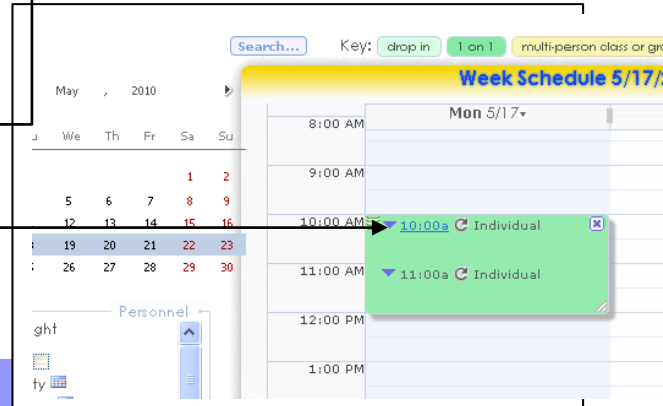 Search... Key: drop in 1 on 1 multi-person class or gro
Week Schedule 5/17/2
May , 2010
Mon 5/17
We Th Fr Sa Su
1 2
5 6 7 8 9
12 13 14 15 16
19 20 21 22 23
26 27 28 29 30
8:00 AM
9:00 AM
10:00 AM 10:00a Individual
11:00 AM 11:00a Individual
12:00 PM
1:00 PM
Personnel
ght
ty